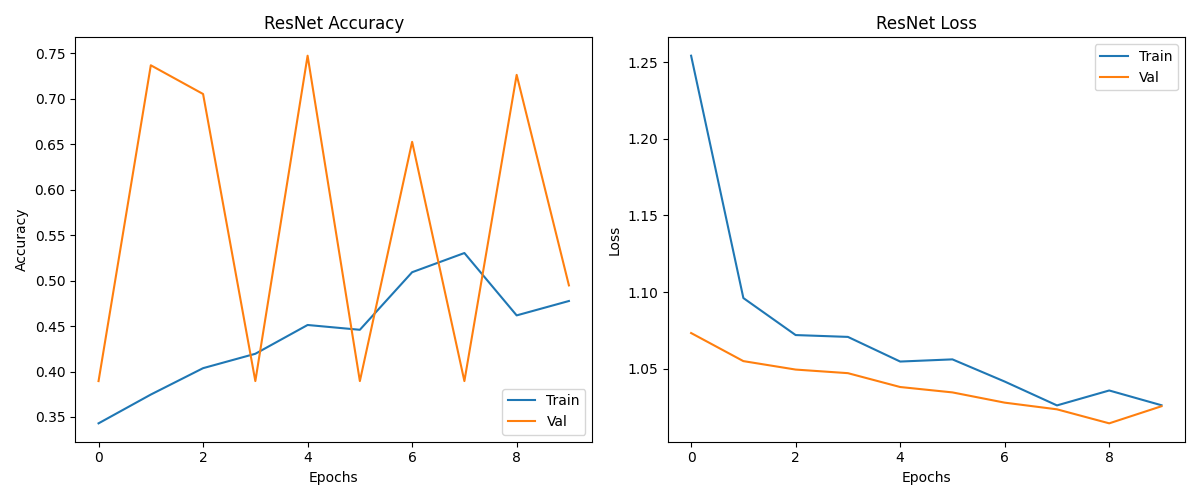 ResNet Accuracy
0.75
0.70
0.65
0.60
0.55
0.50
0.45
0.40
0.35
Accuracy
Train
Val
0
2
4
6
8
Epochs
ResNet Loss
1.25
1.20
1.15
1.10
1.05
Loss
Train
Val
0
2
4
6
8
Epochs